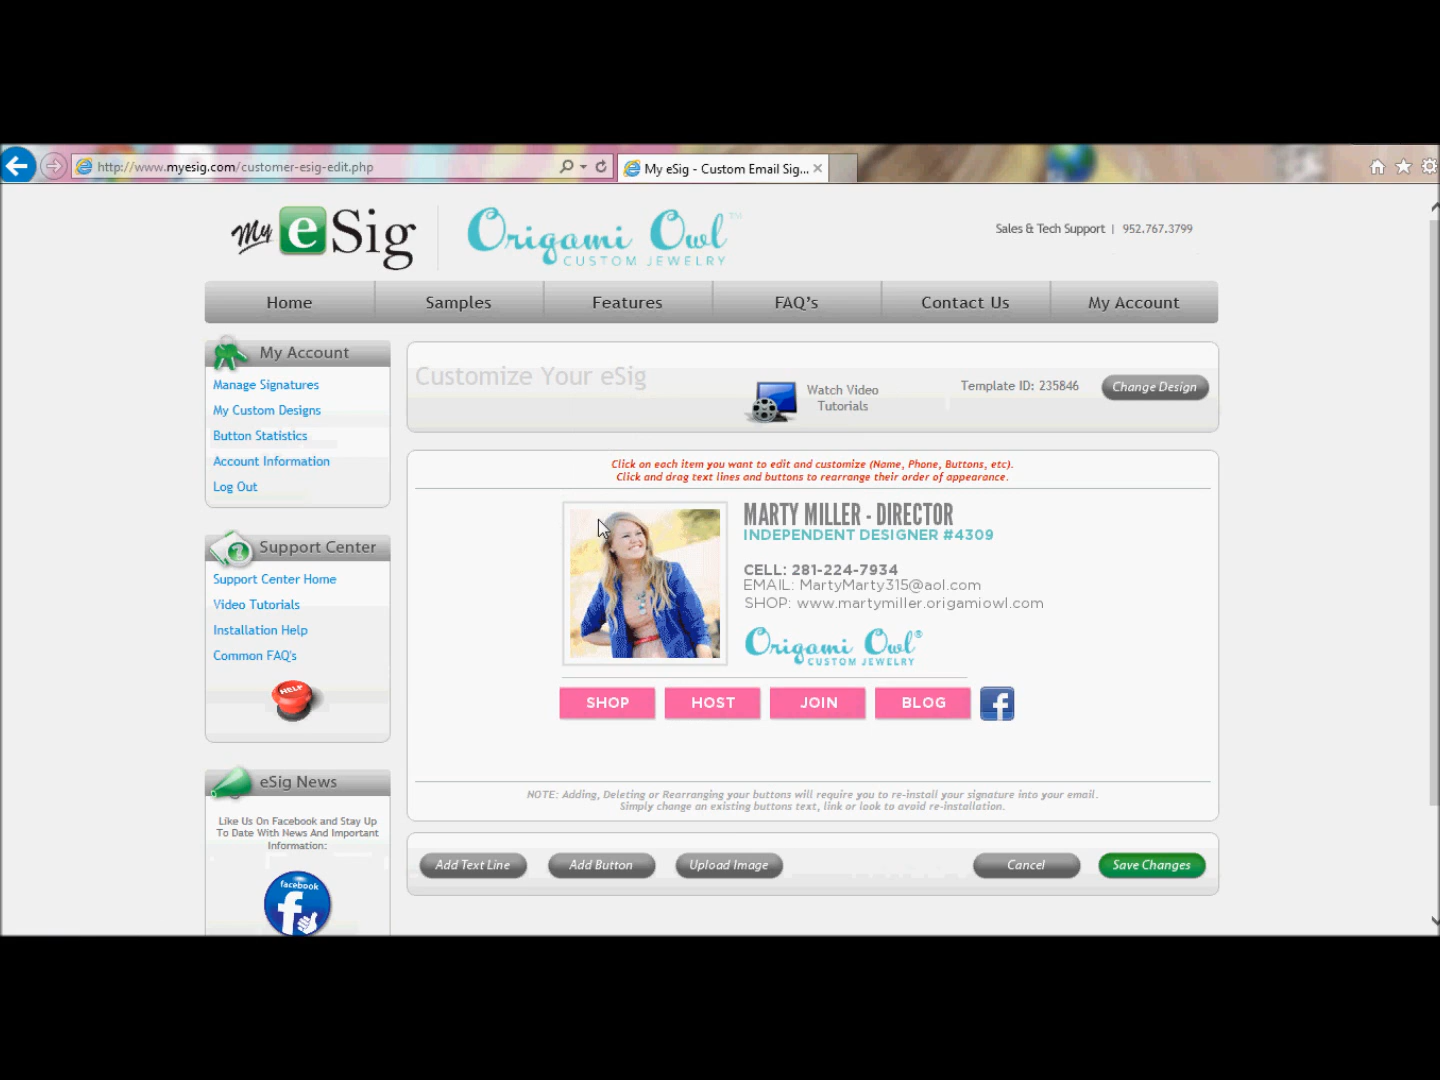 http://www.myesig.com/customer-esig-edit.php
My eSig - Custom Email Sig...
My eSig
Origami Owl™
CUSTOM JEWELRY
Sales & Tech Support | 952.767.3799
Home
Samples
Features
FAQ's
Contact Us
My Account
My Account
Manage Signatures
My Custom Designs
Button Statistics
Account Information
Log Out
Support Center
Support Center Home
Video Tutorials
Installation Help
Common FAQ's
HELP
eSig News
Like Us On Facebook and Stay Up
To Date With News And Important
Information:
facebook
f
Customize Your eSig
Watch Video
Tutorials
Template ID: 235846
Change Design
Click on each item you want to edit and customize (Name, Phone, Buttons, etc).
Click and drag text lines and buttons to rearrange their order of appearance.
MARTY MILLER - DIRECTOR
INDEPENDENT DESIGNER #4309
CELL: 281-224-7934
EMAIL: MartyMarty315@aol.com
SHOP: www.martymiller.origamiowl.com
Origami Owl®
CUSTOM JEWELRY
SHOP
HOST
JOIN
BLOG
f
NOTE: Adding, Deleting or Rearranging your buttons will require you to re-install your signature into your email.
Simply change an existing buttons text, link or look to avoid re-installation.
Add Text Line
Add Button
Upload Image
Cancel
Save Changes